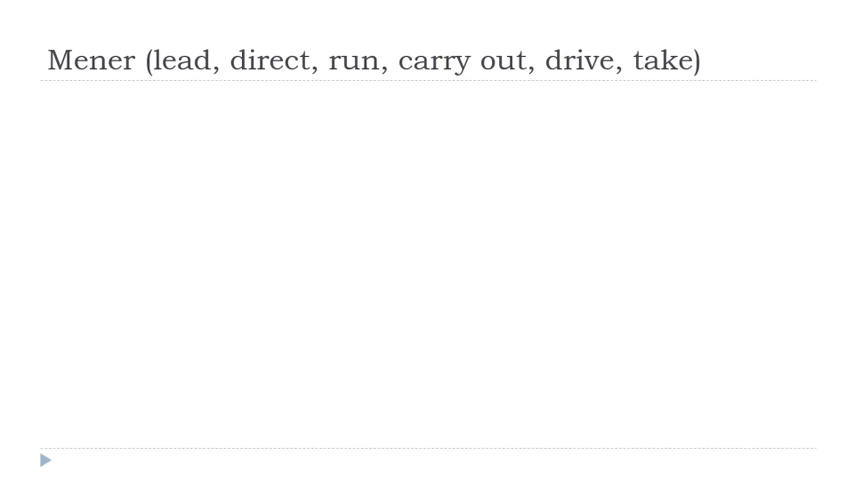 Mener (lead, direct, run, carry out, drive, take)